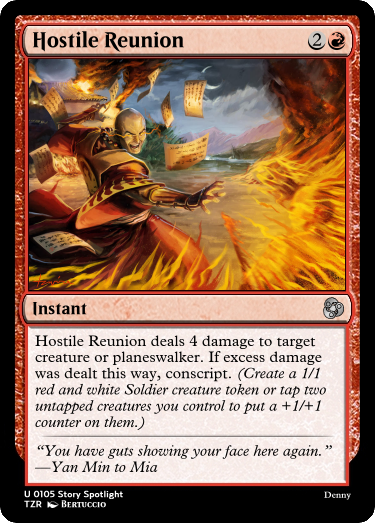 Hostile Reunion 2
Instant
Hostile Reunion deals 4 damage to target
creature or planeswalker. If excess damage
was dealt this way, conscript. (Create a 1/1
red and white Soldier creature token or tap two
untapped creatures you control to put a +1/+1
counter on them.)
“You have guts showing your face here again.”
—Yan Min to Mia
U 0105 Story Spotlight
Denny
TZR Bertuccio